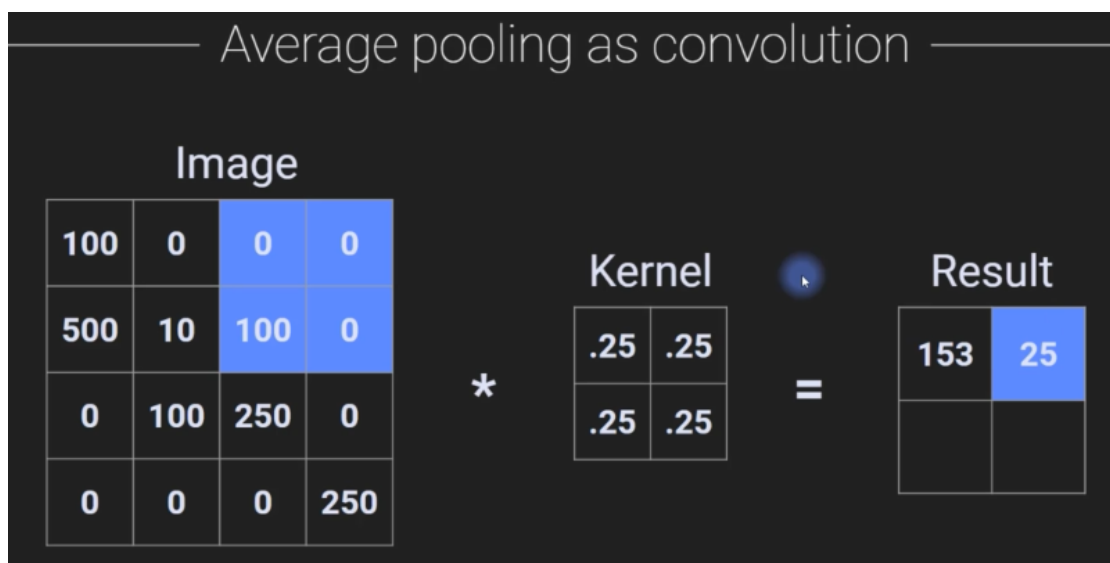 Average pooling as convolution
Image
100 0 0 0
500 10 100 0
0 100 250 0
0 0 0 250
*
Kernel
.25 .25
.25 .25
=
Result
153 25